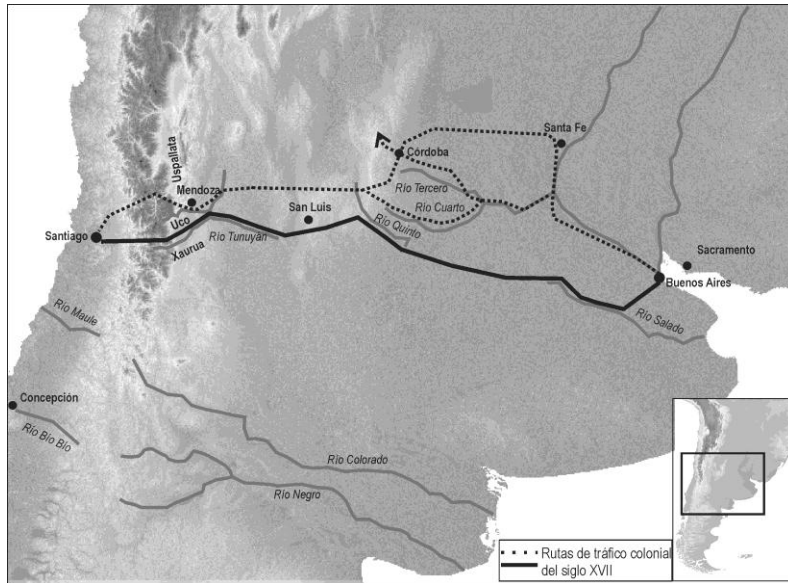 Santa Fe
Córdoba
Uspallata
Río Tercero
Mendoza
Río Cuarto
San Luis
Uco
Río Quinto
Santiago
Río Tunuyán
Xaurua
Sacramento
Buenos Aires
Río Maule
Río Salado
Concepción
Río Bío Bío
Río Colorado
Río Negro
Rutas de tráfico colonial
del siglo XVII